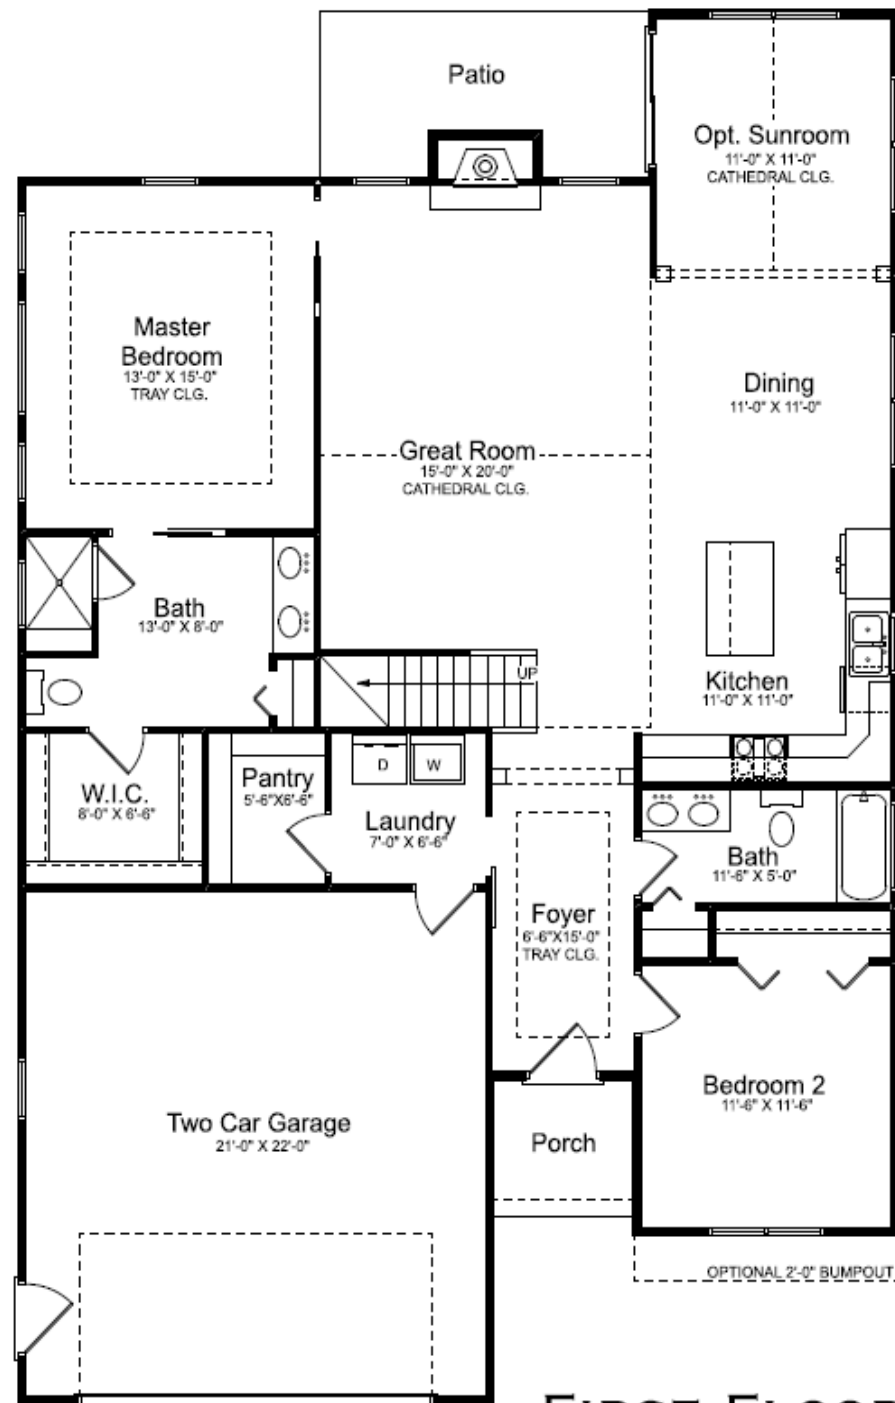 Patio
Opt. Sunroom
11'-0" X 11'-0"
CATHEDRAL CLG.
Master
Bedroom
13'-0" X 15'-0"
TRAY CLG.
Dining
11'-0" X 11'-0"
Great Room
15'-0" X 20'-0"
CATHEDRAL CLG.
Bath
13'-0" X 8'-0"
UP
Kitchen
11'-0" X 11'-0"
D
W
Pantry
5'-6"X6'-6"
W.I.C.
8'-0" X 6'-6"
Laundry
7'-0" X 6'-6"
Bath
11'-6" X 5'-0"
Foyer
6'-6"X15'-0"
TRAY CLG.
Bedroom 2
11'-6" X 11'-6"
Two Car Garage
21'-0" X 22'-0"
Porch
OPTIONAL 2'-0" BUMPOUT
FIRST FLOOR